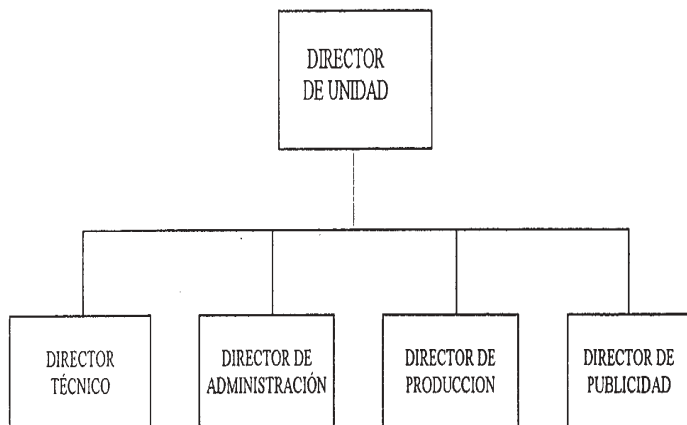 DIRECTOR
DE UNIDAD
DIRECTOR
TÉCNICO
DIRECTOR DE
ADMINISTRACIÓN
DIRECTOR DE
PRODUCCION
DIRECTOR DE
PUBLICIDAD